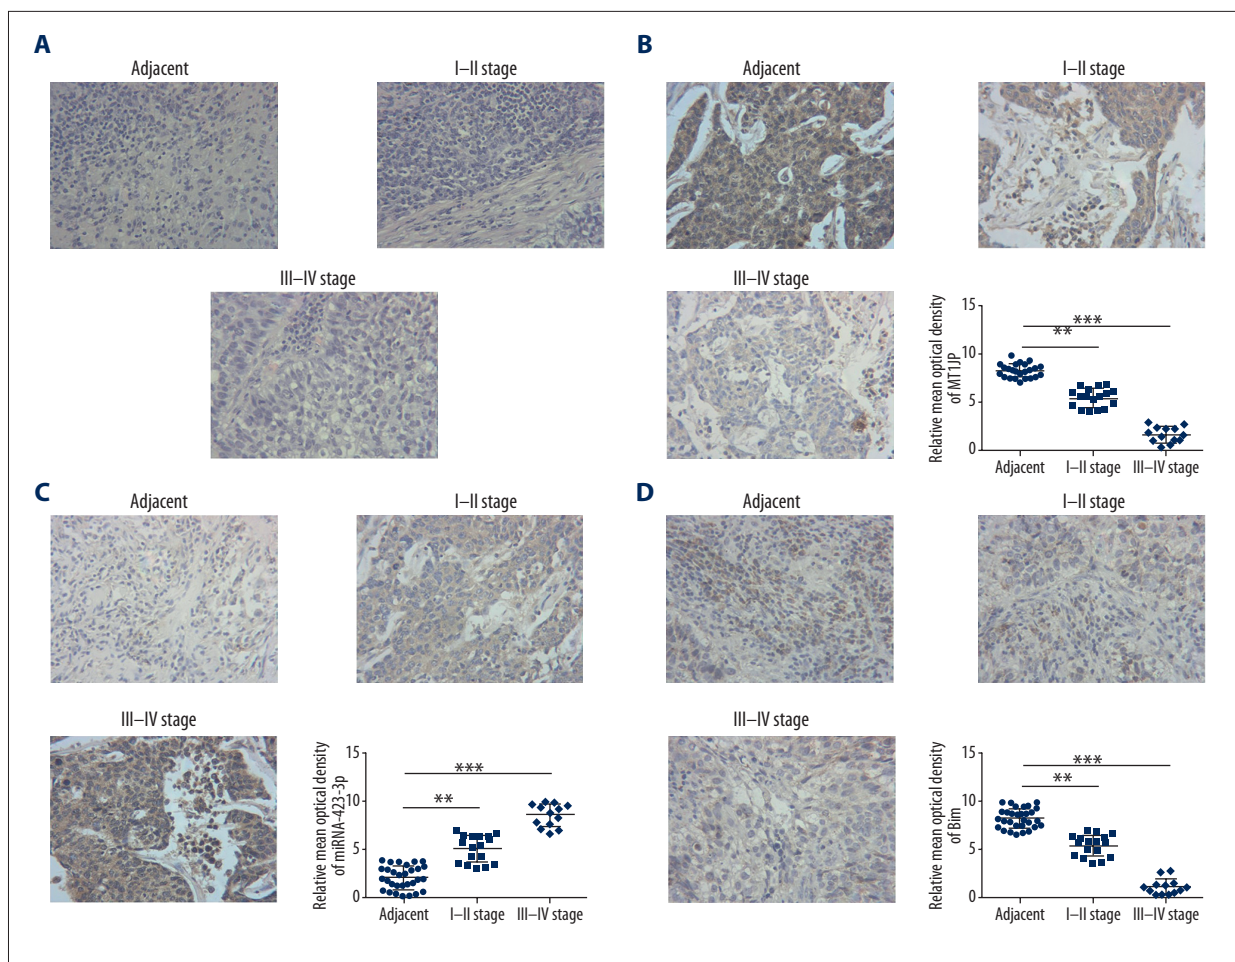 A
Adjacent
I–II stage
III–IV stage
B
Adjacent
I–II stage
III–IV stage
Relative mean optical density
of MT1JP
15
10
5
0
***
**
Adjacent
I–II stage
III–IV stage
C
Adjacent
I–II stage
III–IV stage
Relative mean optical density
of miRNA-423-3p
15
10
5
0
***
**
Adjacent
I–II stage
III–IV stage
D
Adjacent
I–II stage
III–IV stage
Relative mean optical density
of Bim
15
10
5
0
***
**
Adjacent
I–II stage
III–IV stage